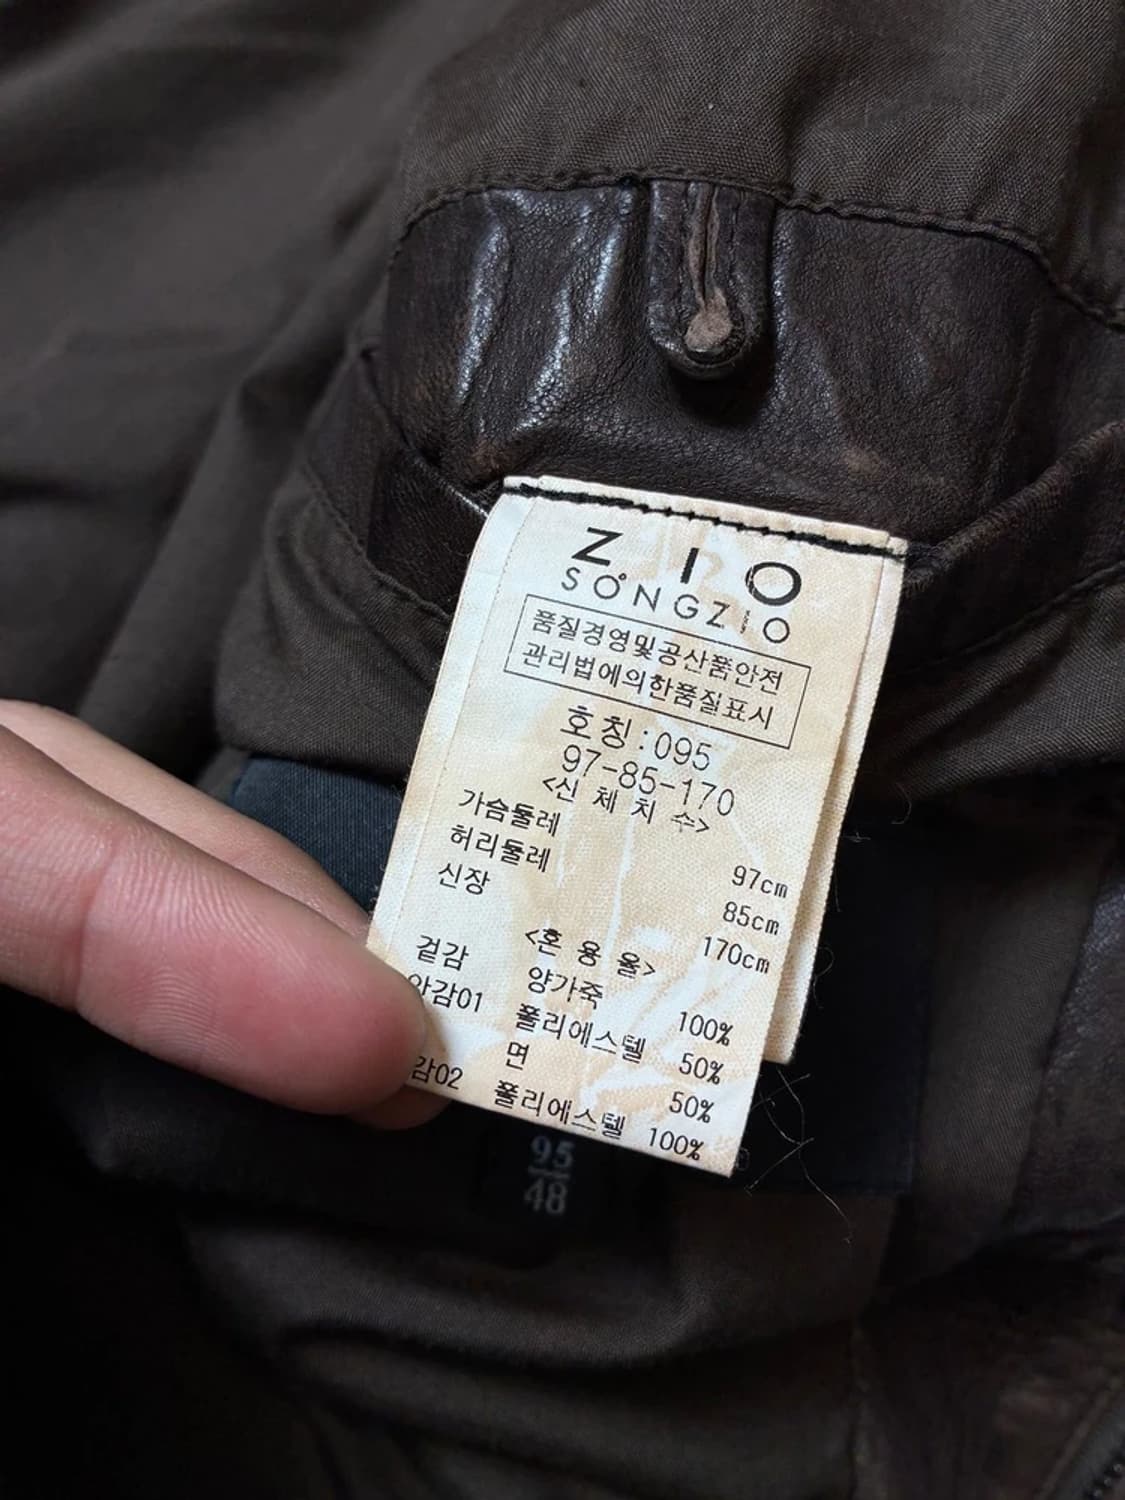 ZIO
SONGZIO
품질경영및공산품안전
관리법에의한품질표시
호칭:095
97-85-170
<신체치수>
가슴둘레 97cm
허리둘레 85cm
신장 170cm
<혼용율>
겉감 양가죽 100%
안감01 폴리에스텔 50%
면 50%
감02 폴리에스텔 100%
95
48